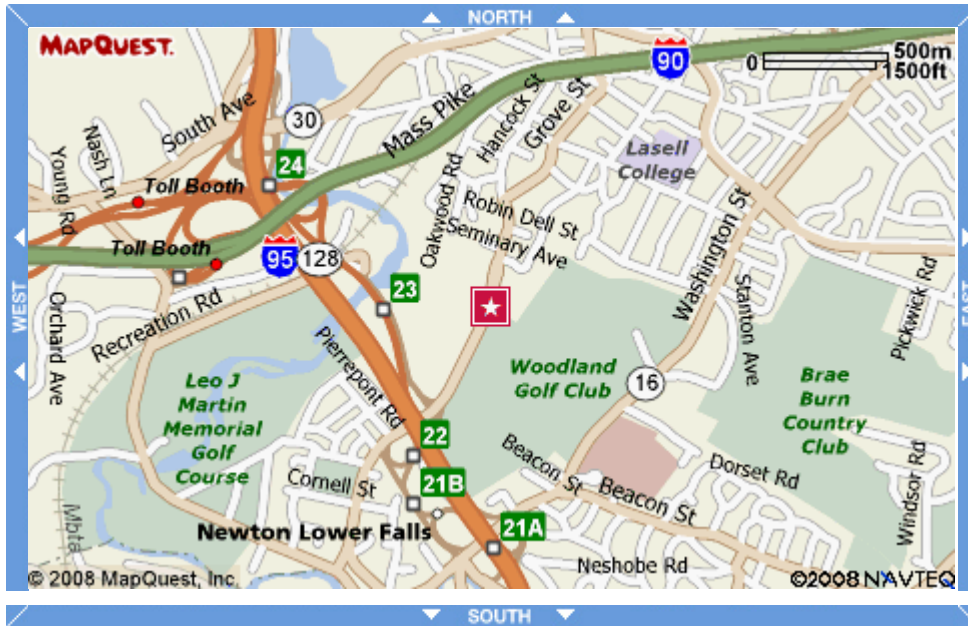 NORTH
MAPQUEST.
90
0 500m
1500ft
South Ave
30
Mass Pike
Hancock St
Grove St
Nash Ln
Young Rd
24
Lasell
College
Toll Booth
Oakwood Rd
Robin Dell St
Seminary Ave
Washington St
Toll Booth
95
128
23
WEST
EAST
Orchard Ave
Recreation Rd
Pierrepont Rd
Stanton Ave
Pickwick Rd
Woodland
Golf Club
16
Leo J
Martin
Memorial
Golf
Course
Brae
Burn
Country
Club
22
Beacon St
Beacon St
Dorset Rd
Windsor Rd
Cornell St
21B
Newton Lower Falls
21A
Mbta
Neshobe Rd
© 2008 MapQuest, Inc.
©2008 NAVTEQ
SOUTH